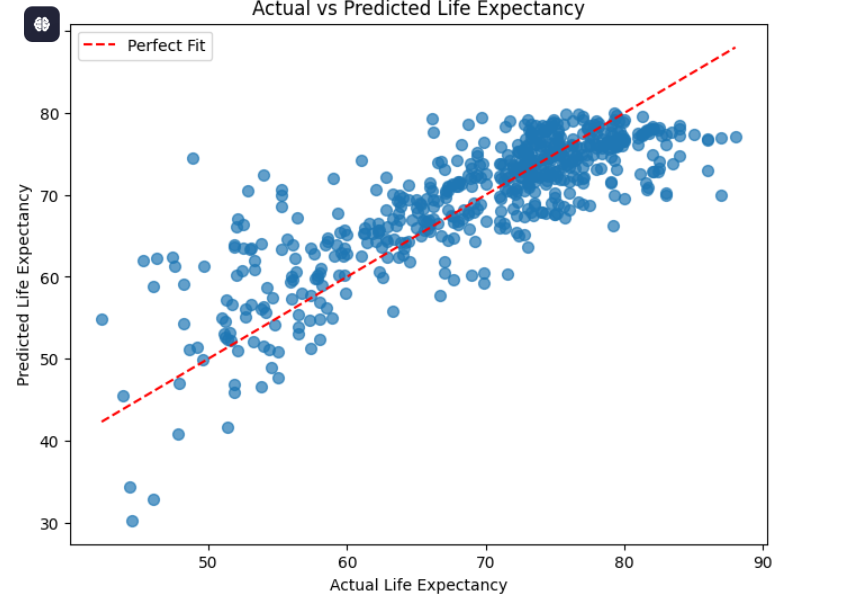 Actual vs Predicted Life Expectancy
Perfect Fit
Predicted Life Expectancy
80
70
60
50
40
30
50 60 70 80 90
Actual Life Expectancy